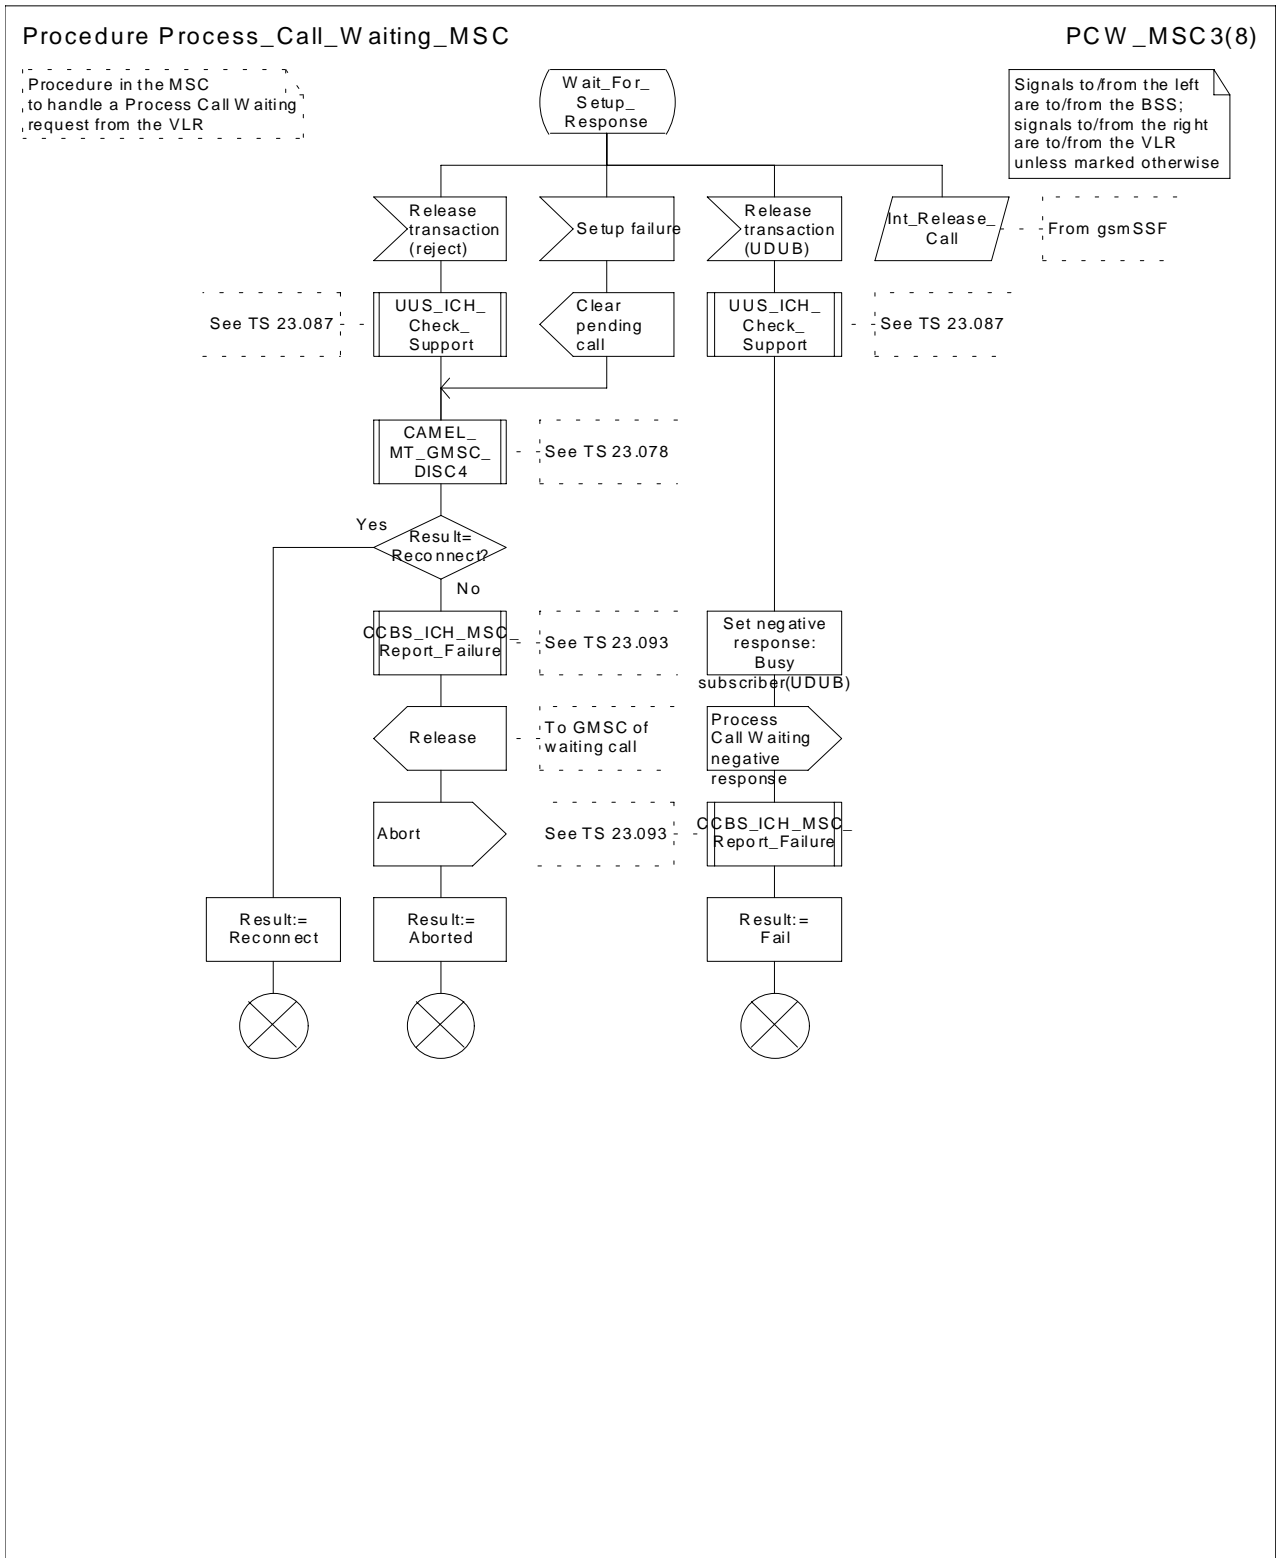 Procedure Process_Call_Waiting_MSC
PCW_MSC3(8)
Procedure in the MSC
to handle a Process Call Waiting
request from the VLR
Wait_For_
Setup_
Response
Signals to/from the left
are to/from the BSS;
signals to/from the right
are to/from the VLR
unless marked otherwise
Release
transaction
(reject)
Setup failure
Release
transaction
(UDUB)
Int_Release_
Call
From gsmSSF
See TS 23.087
UUS_ICH_
Check_
Support
Clear
pending
call
UUS_ICH_
Check_
Support
See TS 23.087
CAMEL_
MT_GMSC_
DISC4
See TS 23.078
Yes
Result=
Reconnect?
No
CCBS_ICH_MSC_
Report_Failure
See TS 23.093
Set negative
response:
Busy
subscriber(UDUB)
Release
To GMSC of
waiting call
Process
Call Waiting
negative
response
Abort
See TS 23.093
CCBS_ICH_MSC_
Report_Failure
Result:=
Reconnect
Result:=
Aborted
Result:=
Fail